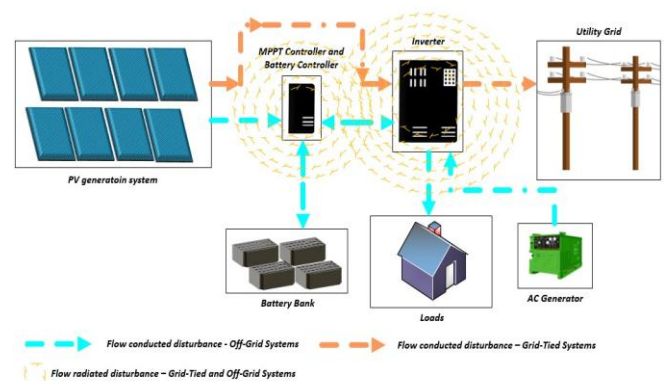 MPPT Controller and
Battery Controller
Inverter
Utility Grid
PV generatoin system
Battery Bank
Loads
AC Generator
Flow conducted disturbance - Off-Grid Systems
Flow conducted disturbance – Grid-Tied Systems
Flow radiated disturbance – Grid-Tied and Off-Grid Systems